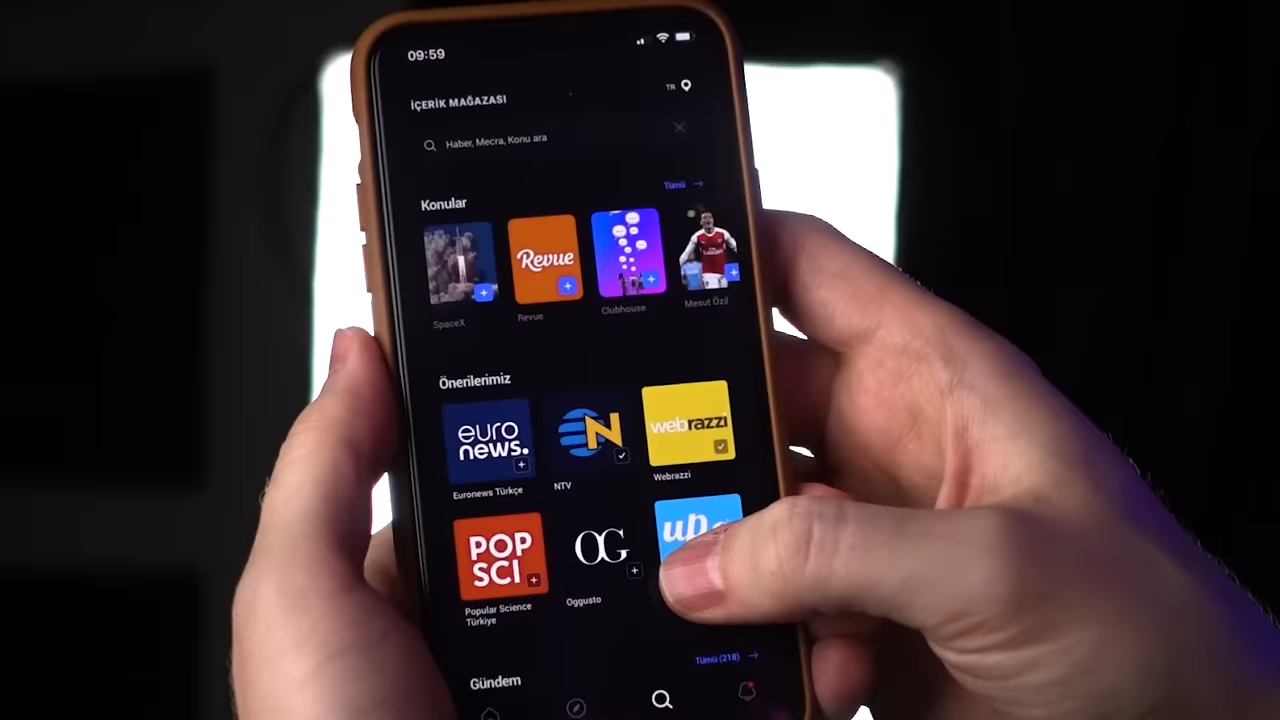 09:59
İÇERİK MAĞAZASI
TR
Haber, Mecra, Konu ara
Tümü
Konular
Revue
SpaceX
Revue
Clubhouse
Mesut Özil
Önerilerimiz
euro
news.
N
webrazzi
Euronews Türkçe
NTV
Webrazzi
POP
SCI
OG
up
Popular Science
Türkiye
Oggusto
Tümü (218)
Gündem